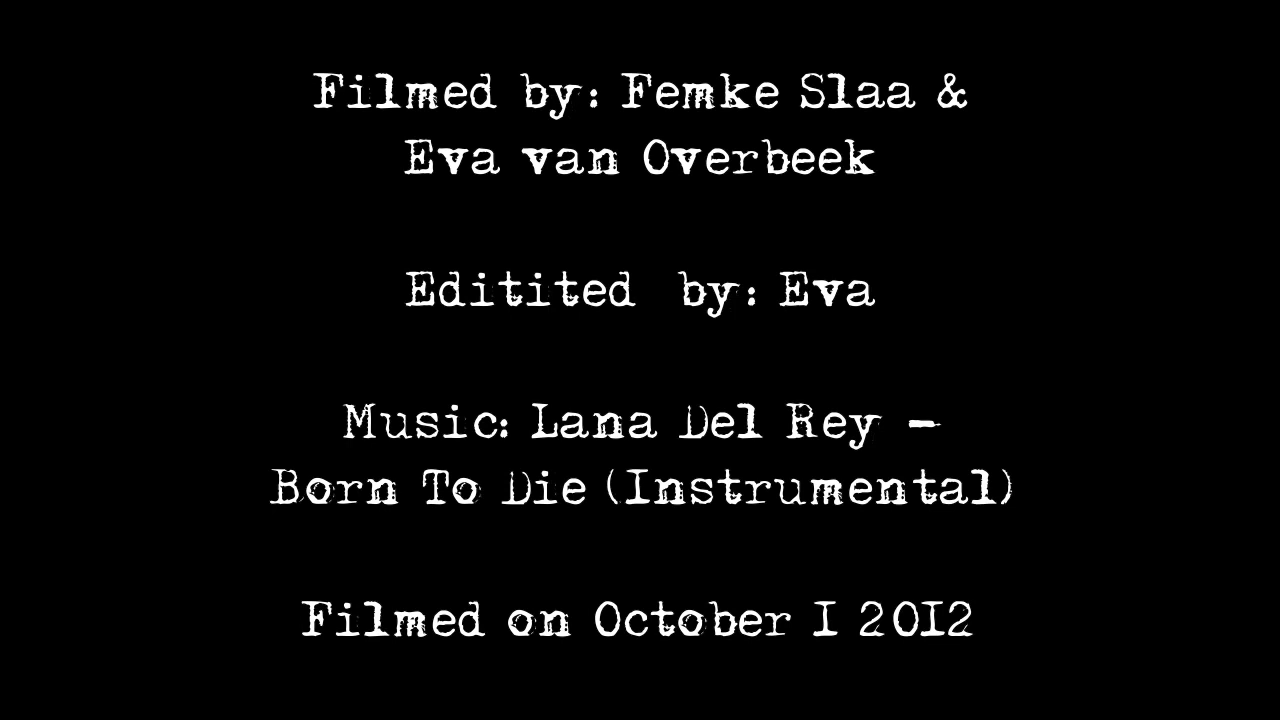 Filmed by: Femke Slaa &
Eva van Overbeek
Editited by: Eva
Music: Lana Del Rey -
Born To Die (Instrumental)
Filmed on October 1 2012